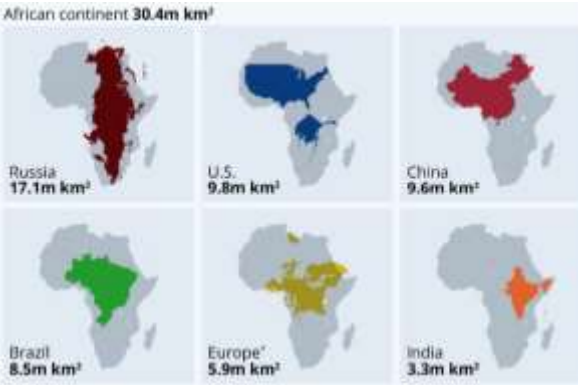 African continent 30.4m km²
Russia
17.1m km²
U.S.
9.8m km²
China
9.6m km²
Brazil
8.5m km²
Europe*
5.9m km²
India
3.3m km²